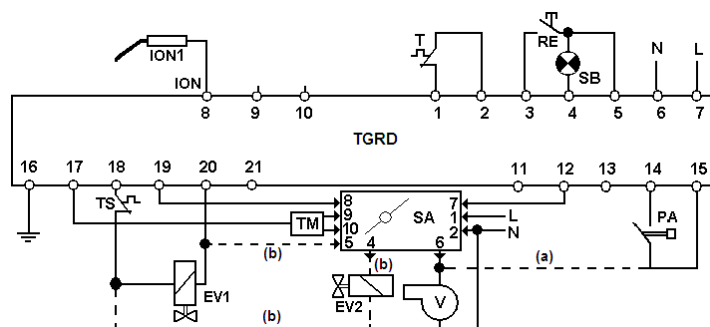 T RE N L
ION1 SB
ION
8 9 10 1 2 3 4 5 6 7
TGRD
16 17 18 19 20 21 11 12 13 14 15
TS
8 7
9 SA 1 L
TM 10 2 N PA
5 4 6
(b) (b) (a)
EV1 EV2 V
(b)